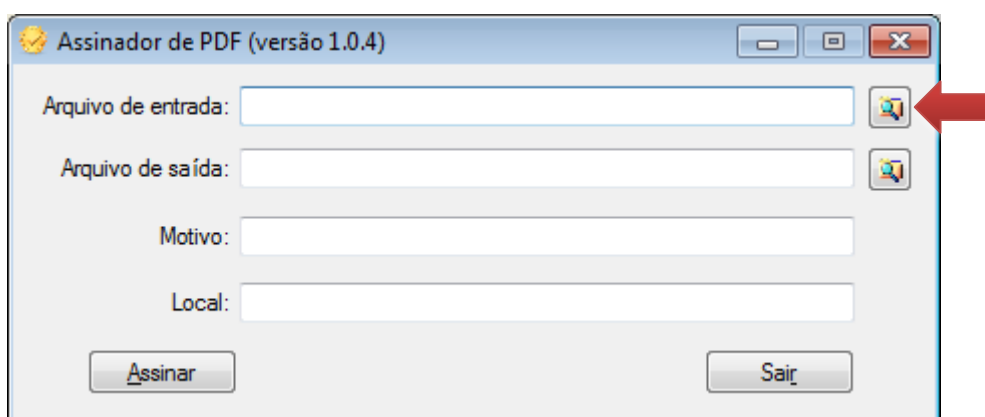 Assinador de PDF (versão 1.0.4)
Arquivo de entrada:
Arquivo de saída:
Motivo:
Local:
Assinar
Sair